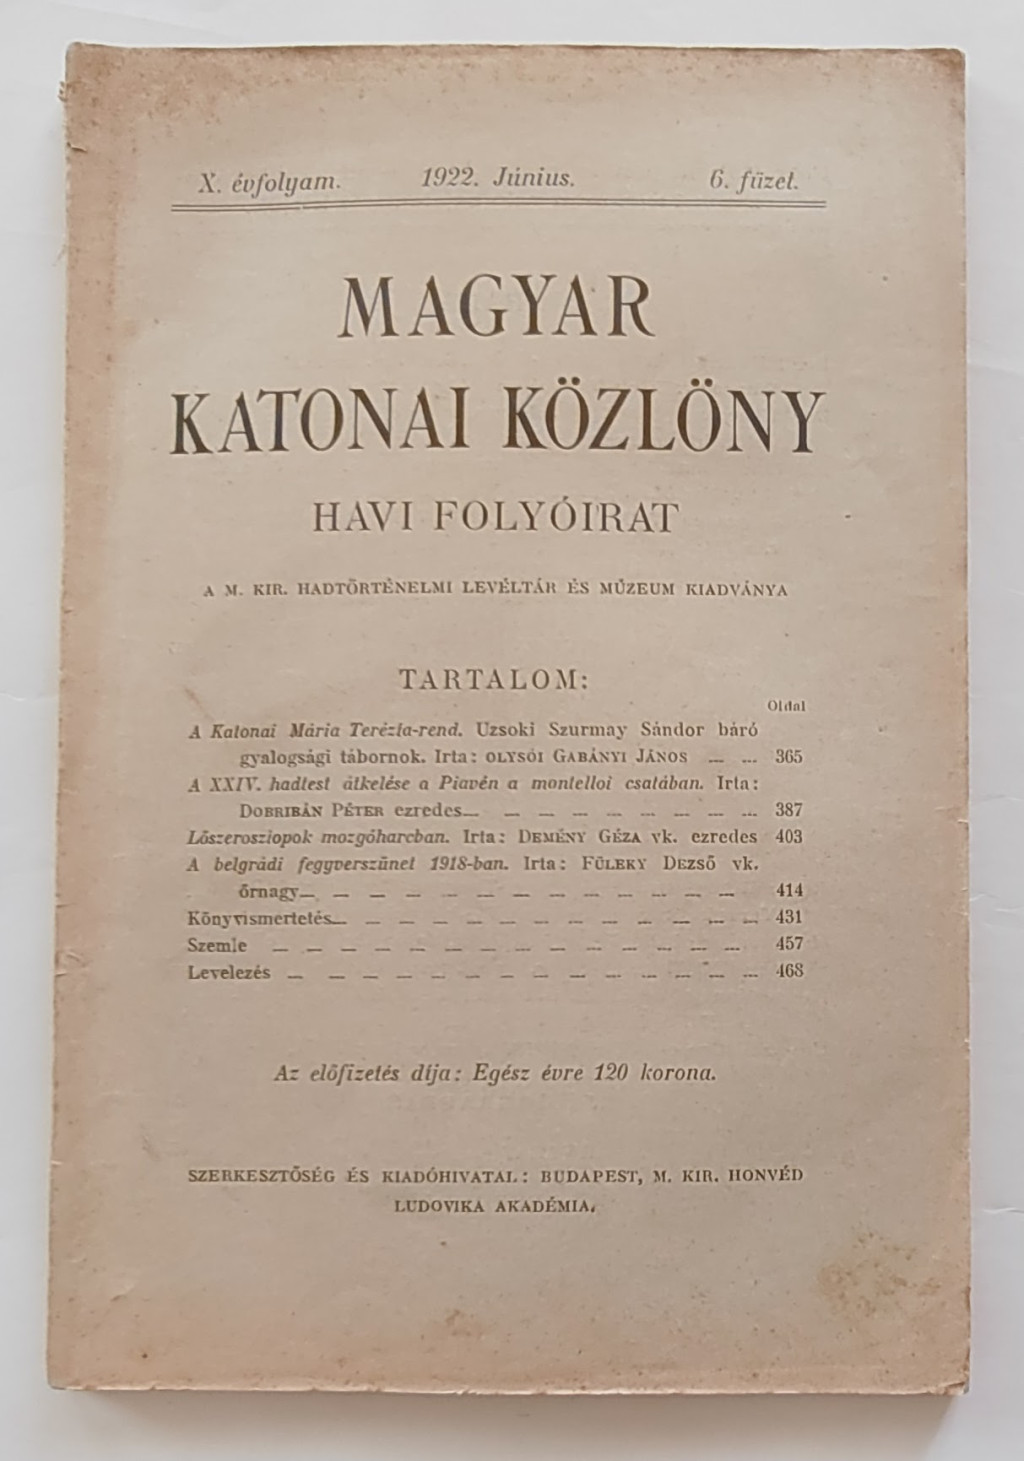 X. évfolyam. 1922. Június. 6. füzet.
MAGYAR
KATONAI KÖZLÖNY
HAVI FOLYÓIRAT
A M. KIR. HADTÖRTÉNELMI LEVÉLTÁR ÉS MÚZEUM KIADVÁNYA
TARTALOM:
Oldal
A Katonai Mária Terézia-rend. Uzsoki Szurmay Sándor báró
gyalogsági tábornok. Irta: OLYSÓI GABÁNYI JÁNOS — ... 365
A XXIV. hadtest átkelése a Piavén a montelloi csatában. Irta:
DOBRIBÁN PÉTER ezredes — — — — — — — ... 387
Lőszeroszlopok mozgóharcban. Irta: DEMÉNY GÉZA vk. ezredes 403
A belgrádi fegyverszünet 1918-ban. Irta: FÜLEKY DEZSŐ vk.
őrnagy — — — — — — — — — — — — 414
Könyvismertetés — — — — — — — — — — — ... 431
Szemle — — — — — — — — — — — — — 457
Levelezés — — — — — — — — — — — — ... 468
Az előfizetés díja: Egész évre 120 korona.
SZERKESZTŐSÉG ÉS KIADÓHIVATAL: BUDAPEST, M. KIR. HONVÉD
LUDOVIKA AKADÉMIA.